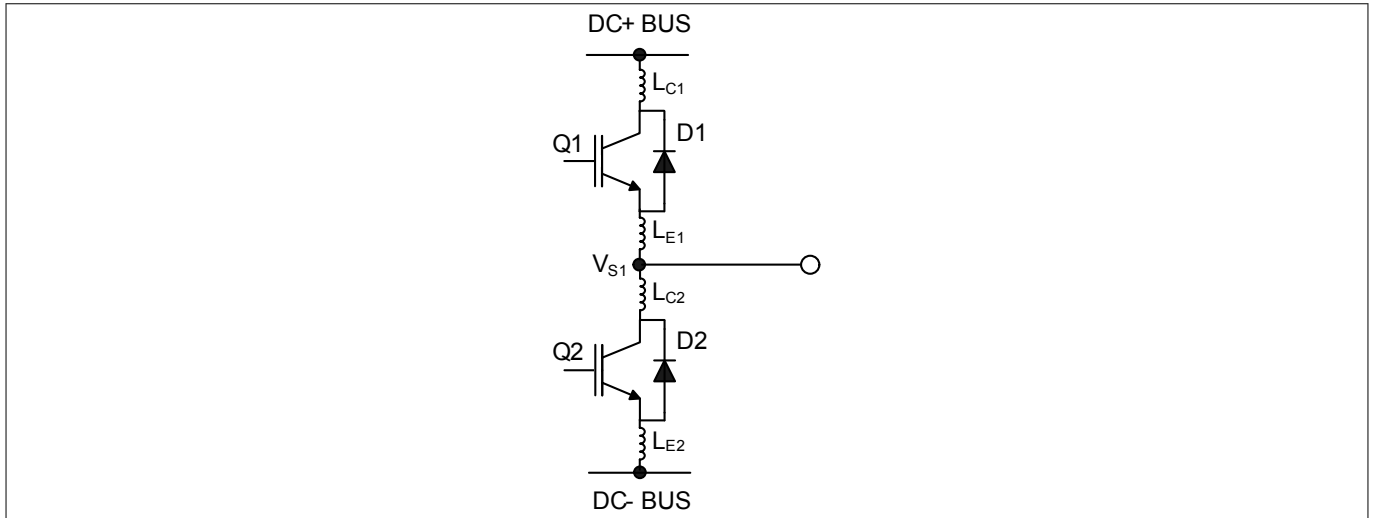 DC+ BUS
LC1
D1
Q1
LE1
VS1
LC2
D2
Q2
LE2
DC- BUS